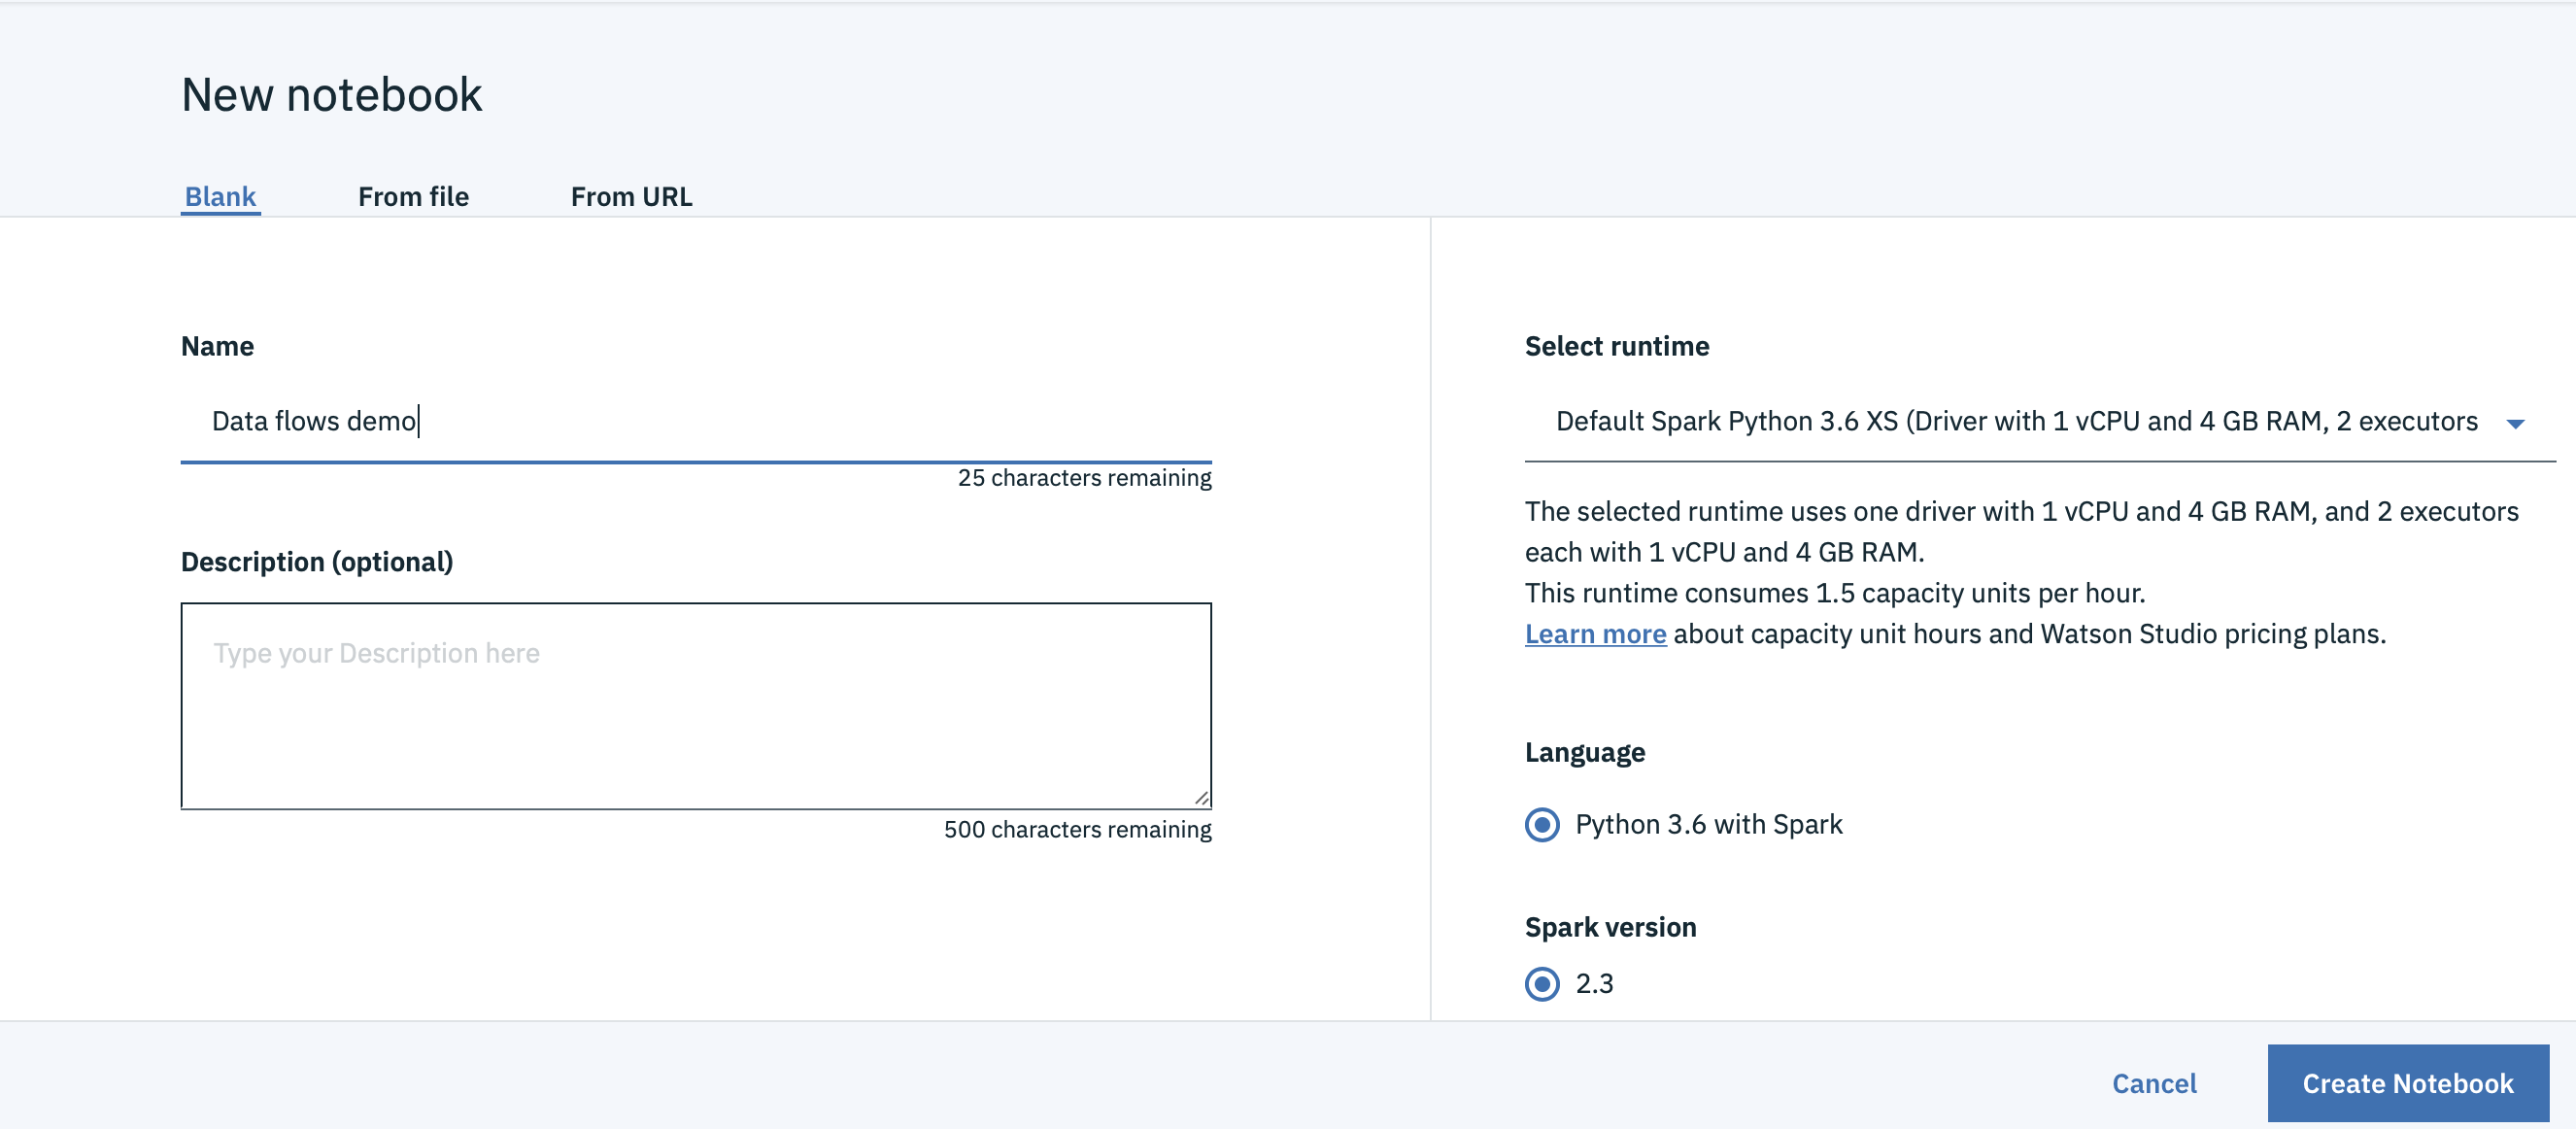 New notebook
Blank
From file
From URL
Name
Data flows demo
25 characters remaining
Description (optional)
Type your Description here
500 characters remaining
Select runtime
Default Spark Python 3.6 XS (Driver with 1 vCPU and 4 GB RAM, 2 executors
The selected runtime uses one driver with 1 vCPU and 4 GB RAM, and 2 executors
each with 1 vCPU and 4 GB RAM.
This runtime consumes 1.5 capacity units per hour.
Learn more about capacity unit hours and Watson Studio pricing plans.
Language
Python 3.6 with Spark
Spark version
2.3
Cancel
Create Notebook